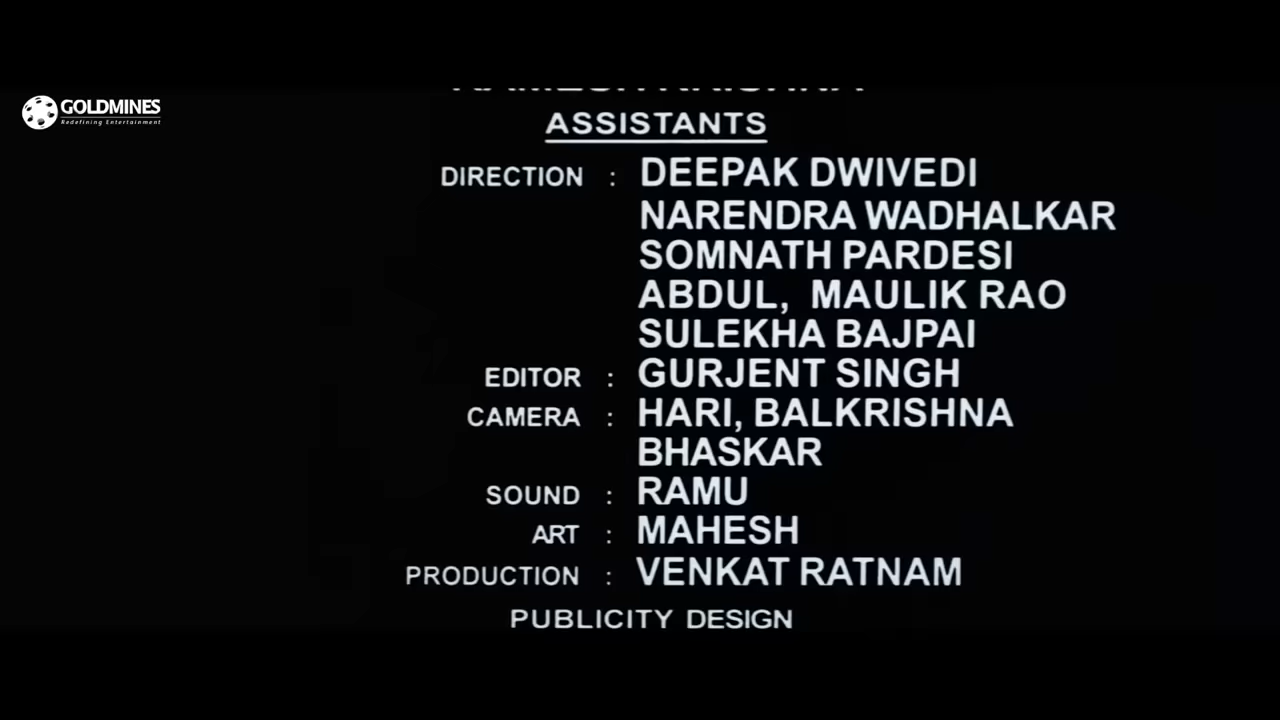 GOLDMINES
Redefining Entertainment
ASSISTANTS
DIRECTION : DEEPAK DWIVEDI
NARENDRA WADHALKAR
SOMNATH PARDESI
ABDUL, MAULIK RAO
SULEKHA BAJPAI
EDITOR : GURJENT SINGH
CAMERA : HARI, BALKRISHNA
BHASKAR
SOUND : RAMU
ART : MAHESH
PRODUCTION : VENKAT RATNAM
PUBLICITY DESIGN